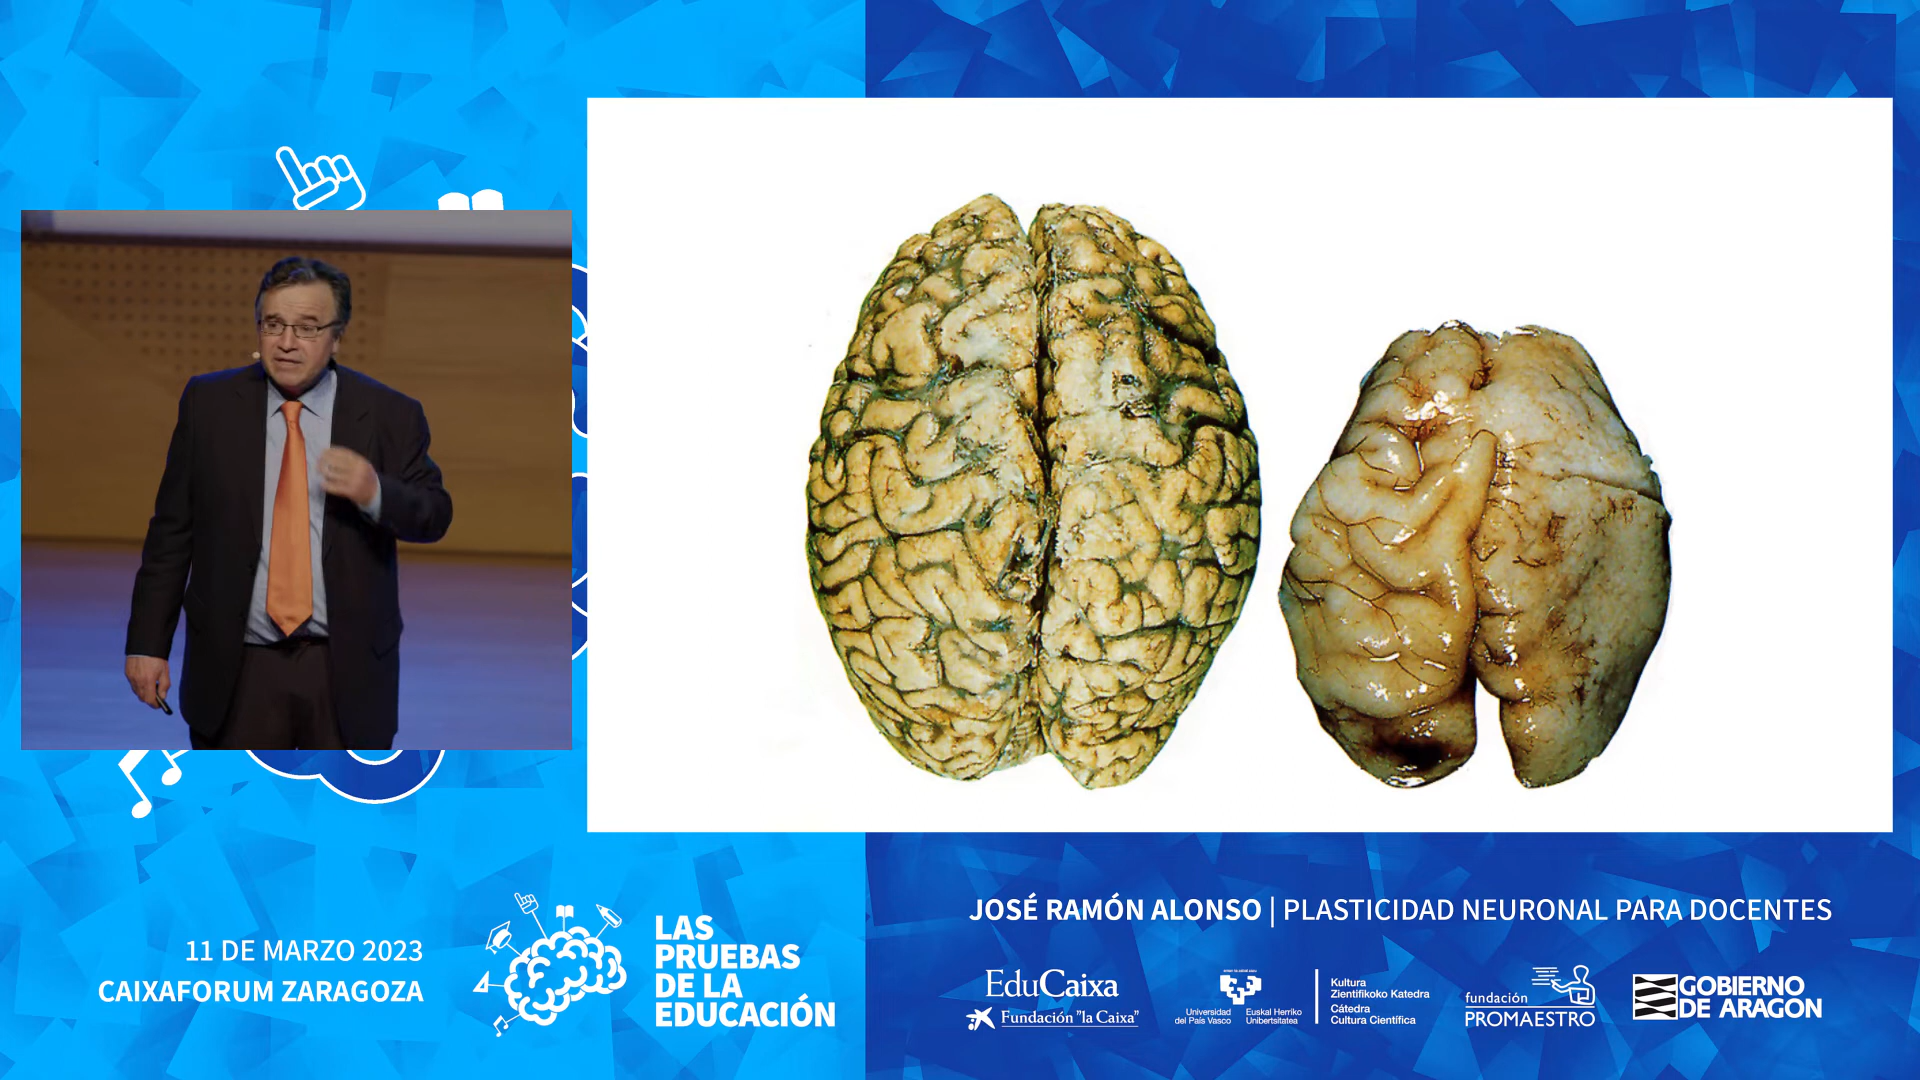 JOSÉ RAMÓN ALONSO | PLASTICIDAD NEURONAL PARA DOCENTES
11 DE MARZO 2023
CAIXAFORUM ZARAGOZA
LAS
PRUEBAS
DE LA
EDUCACIÓN
EduCaixa
Fundación "la Caixa"
Universidad
del País Vasco
Euskal Herriko
Unibertsitatea
Kultura
Zientifikoko Katedra
Cátedra
Cultura Científica
fundación
PROMAESTRO
GOBIERNO
DE ARAGON